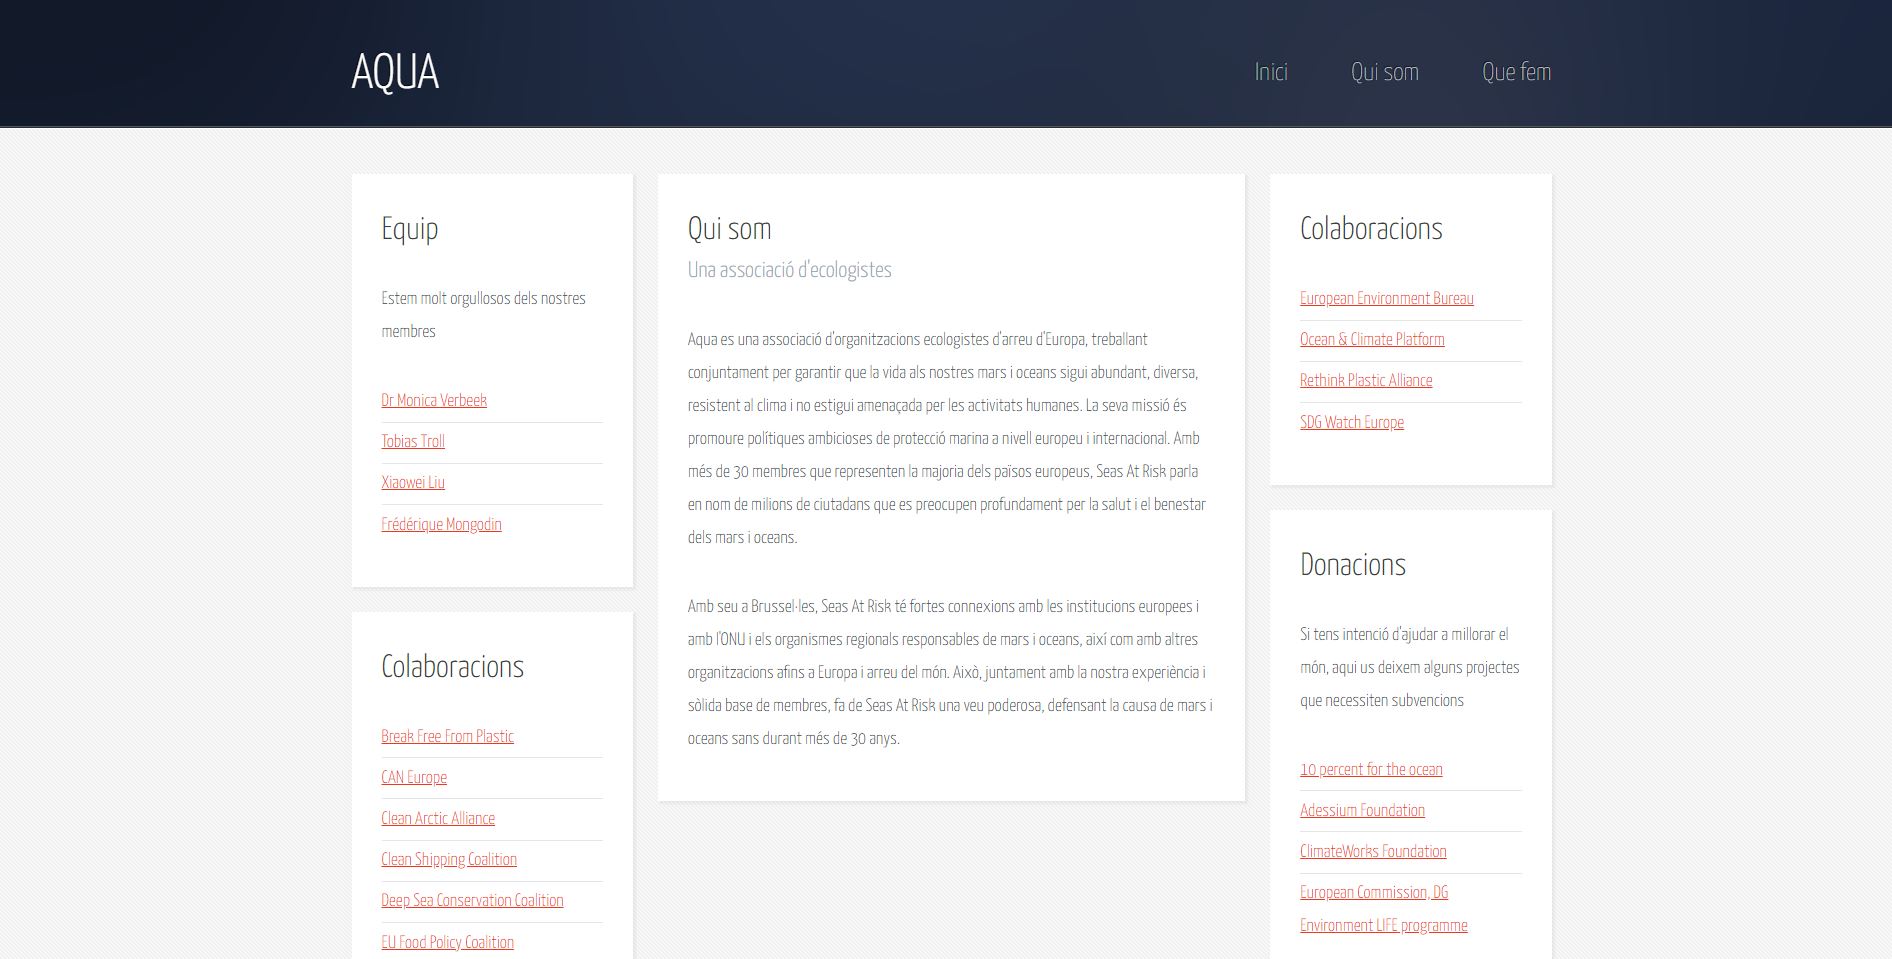 AQUA
Inici
Qui som
Que fem
Equip
Estem molt orgullosos dels nostres
membres
Dr Monica Verbeek
Tobias Troll
Xiaowei Liu
Frédérique Mongodin
Colaboracions
Break Free From Plastic
CAN Europe
Clean Arctic Alliance
Clean Shipping Coalition
Deep Sea Conservation Coalition
EU Food Policy Coalition
Qui som
Una associació d'ecologistes
Aqua es una associació d'organitzacions ecologistes d'arreu d'Europa, treballant
conjuntament per garantir que la vida als nostres mars i oceans sigui abundant, diversa,
resistent al clima i no estigui amenaçada per les activitats humanes. La seva missió és
promoure polítiques ambicioses de protecció marina a nivell europeu i internacional. Amb
més de 30 membres que representen la majoria dels països europeus, Seas At Risk parla
en nom de milions de ciutadans que es preocupen profundament per la salut i el benestar
dels mars i oceans.
Amb seu a Brussel·les, Seas At Risk té fortes connexions amb les institucions europees i
amb l'ONU i els organismes regionals responsables de mars i oceans, així com amb altres
organitzacions afins a Europa i arreu del món. Això, juntament amb la nostra experiència i
sòlida base de membres, fa de Seas At Risk una veu poderosa, defensant la causa de mars i
oceans sans durant més de 30 anys.
Colaboracions
European Environment Bureau
Ocean & Climate Platform
Rethink Plastic Alliance
SDG Watch Europe
Donacions
Si tens intenció d'ajudar a millorar el
món, aqui us deixem alguns projectes
que necessiten subvencions
10 percent for the ocean
Adessium Foundation
ClimateWorks Foundation
European Commission, DG
Environment LIFE programme